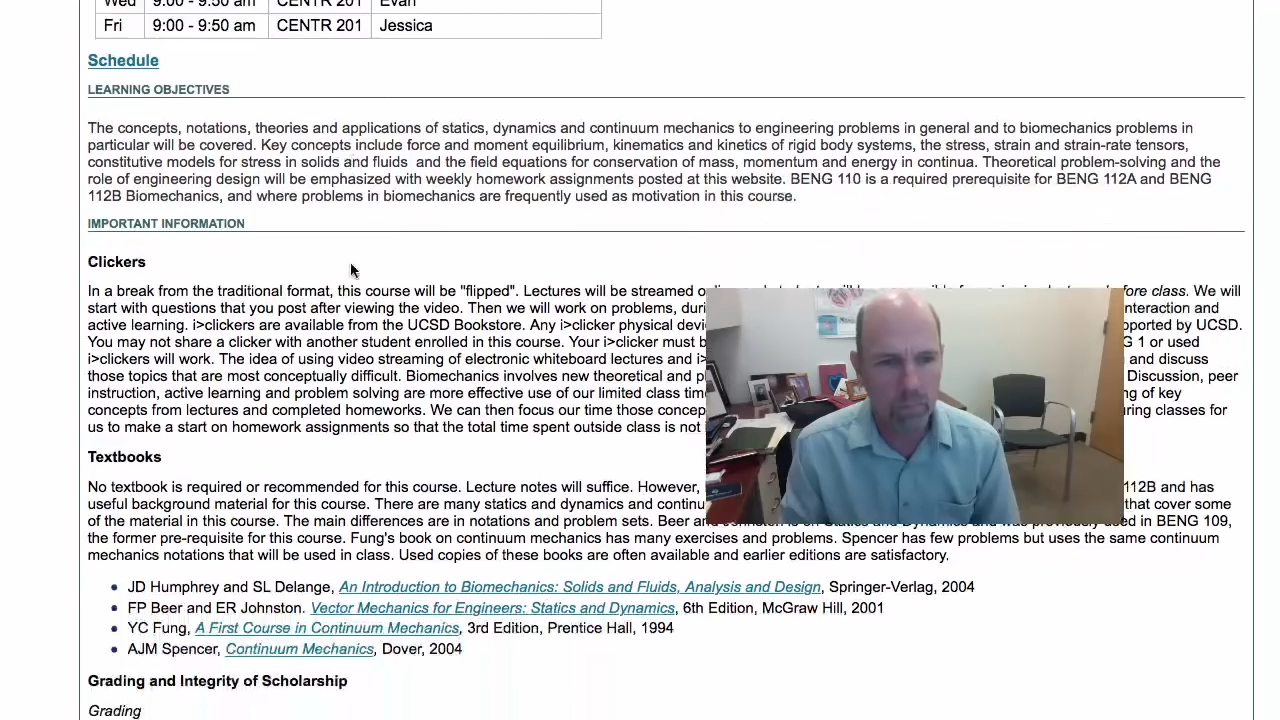 Wed 9:00 - 9:50 am CENTR 201 Evan
Fri 9:00 - 9:50 am CENTR 201 Jessica
Schedule
LEARNING OBJECTIVES
The concepts, notations, theories and applications of statics, dynamics and continuum mechanics to engineering problems in general and to biomechanics problems in
particular will be covered. Key concepts include force and moment equilibrium, kinematics and kinetics of rigid body systems, the stress, strain and strain-rate tensors,
constitutive models for stress in solids and fluids and the field equations for conservation of mass, momentum and energy in continua. Theoretical problem-solving and the
role of engineering design will be emphasized with weekly homework assignments posted at this website. BENG 110 is a required prerequisite for BENG 112A and BENG
112B Biomechanics, and where problems in biomechanics are frequently used as motivation in this course.
IMPORTANT INFORMATION
Clickers
In a break from the traditional format, this course will be "flipped". Lectures will be streamed class. We will
start with questions that you post after viewing the video. Then we will work on problems, interaction and
active learning. i>clickers are available from the UCSD Bookstore. Any i>clicker physical by UCSD.
You may not share a clicker with another student enrolled in this course. Your i>clicker must 1 or used
i>clickers will work. The idea of using video streaming of electronic whiteboard lectures and and discuss
those topics that are most conceptually difficult. Biomechanics involves new theoretical and Discussion, peer
instruction, active learning and problem solving are more effective use of our limited class of key
concepts from lectures and completed homeworks. We can then focus our time those classes for
us to make a start on homework assignments so that the total time spent outside class is not
Textbooks
No textbook is required or recommended for this course. Lecture notes will suffice. However, 112B and has
useful background material for this course. There are many statics and dynamics and that cover some
of the material in this course. The main differences are in notations and problem sets. Beer in BENG 109,
the former pre-requisite for this course. Fung's book on continuum mechanics has many exercises and problems. Spencer has few problems but uses the same continuum
mechanics notations that will be used in class. Used copies of these books are often available and earlier editions are satisfactory.
• JD Humphrey and SL Delange, An Introduction to Biomechanics: Solids and Fluids, Analysis and Design, Springer-Verlag, 2004
• FP Beer and ER Johnston. Vector Mechanics for Engineers: Statics and Dynamics, 6th Edition, McGraw Hill, 2001
• YC Fung, A First Course in Continuum Mechanics, 3rd Edition, Prentice Hall, 1994
• AJM Spencer, Continuum Mechanics, Dover, 2004
Grading and Integrity of Scholarship
Grading